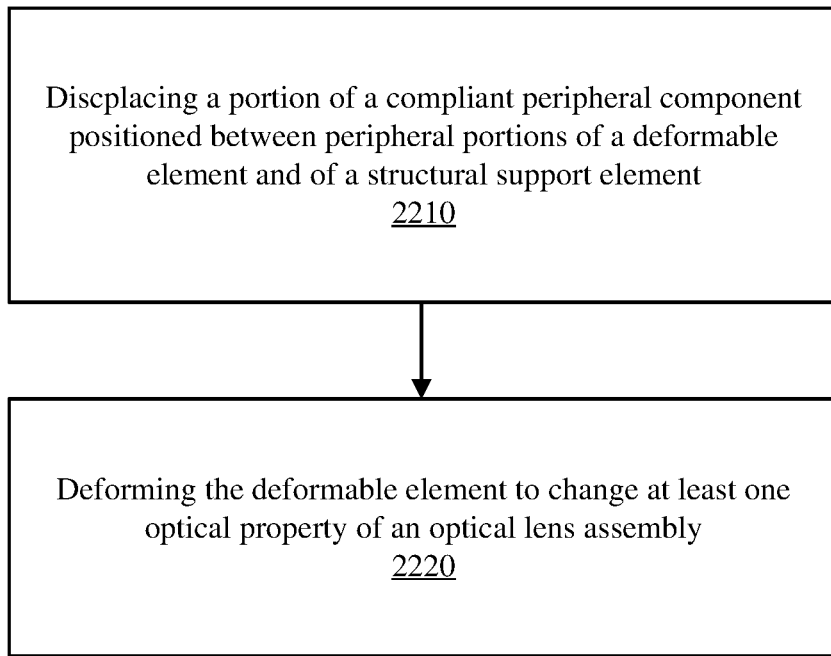 Discplacing a portion of a compliant peripheral component
positioned between peripheral portions of a deformable
element and of a structural support element
2210
Deforming the deformable element to change at least one
optical property of an optical lens assembly
2220